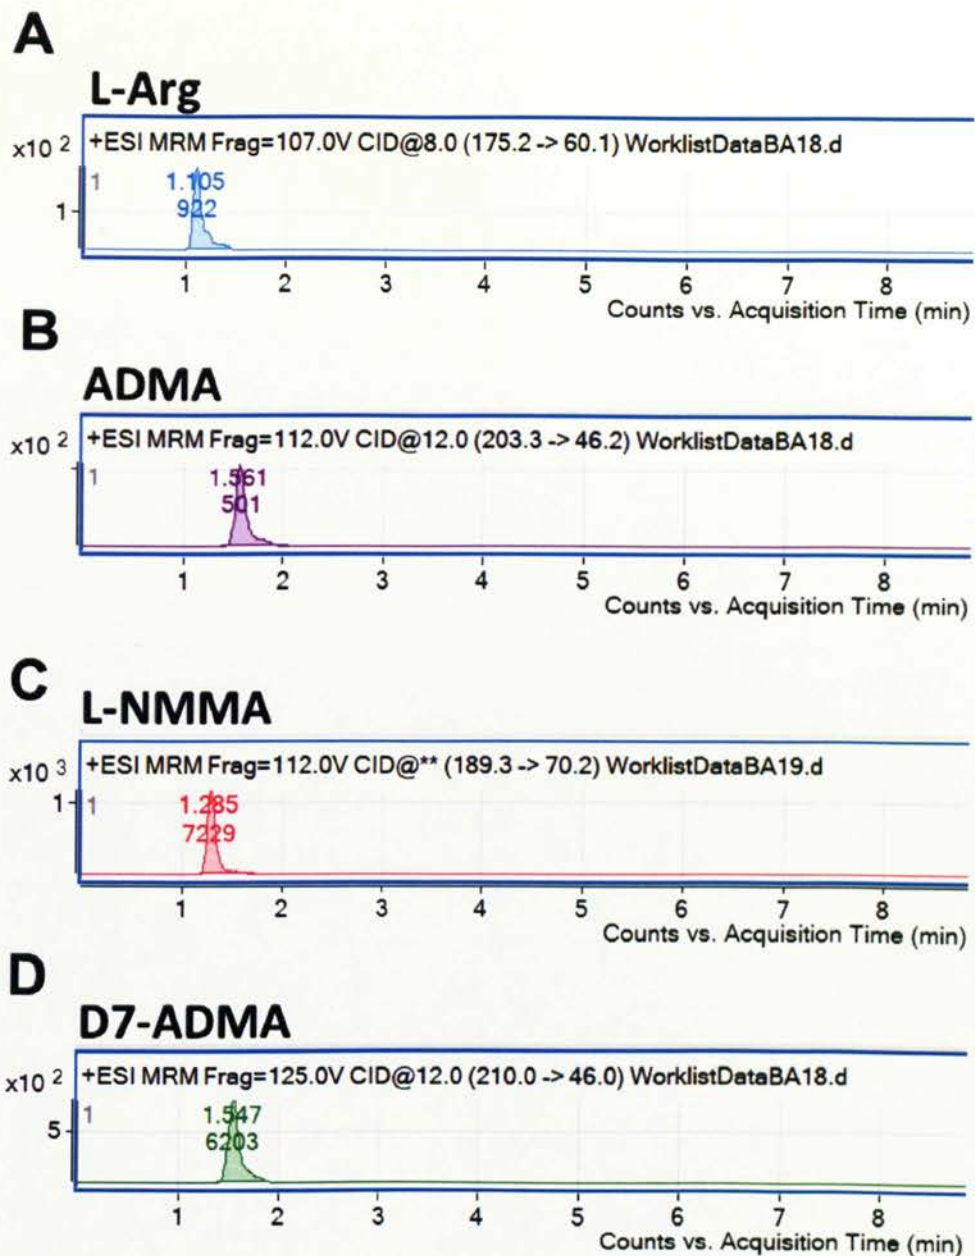 A
L-Arg
x10 2
+ESI MRM Frag=107.0V CID@8.0 (175.2 -> 60.1) WorklistDataBA18.d
1
1.105
922
1
1 2 3 4 5 6 7 8
Counts vs. Acquisition Time (min)
B
ADMA
x10 2
+ESI MRM Frag=112.0V CID@12.0 (203.3 -> 46.2) WorklistDataBA18.d
1
1.561
501
1 2 3 4 5 6 7 8
Counts vs. Acquisition Time (min)
C
L-NMMA
x10 3
+ESI MRM Frag=112.0V CID@** (189.3 -> 70.2) WorklistDataBA19.d
1
1
1.285
7229
1 2 3 4 5 6 7 8
Counts vs. Acquisition Time (min)
D
D7-ADMA
x10 2
+ESI MRM Frag=125.0V CID@12.0 (210.0 -> 46.0) WorklistDataBA18.d
1
1.547
6203
5
1 2 3 4 5 6 7 8
Counts vs. Acquisition Time (min)